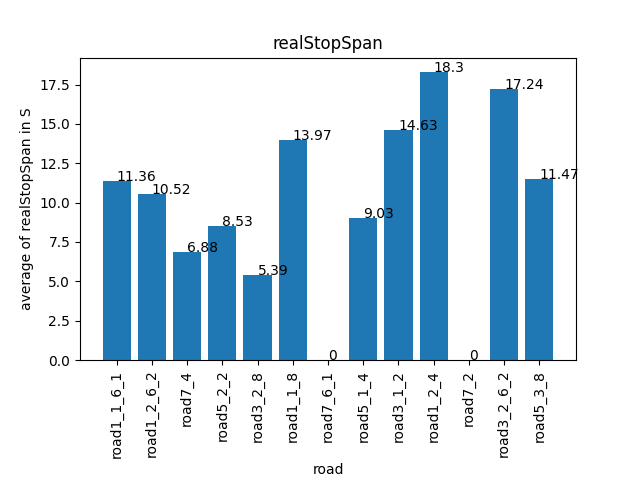 realStopSpan
average of realStopSpan in S
17.5
15.0
12.5
10.0
7.5
5.0
2.5
0.0
11.36
10.52
6.88
8.53
5.39
13.97
0
9.03
14.63
18.3
0
17.24
11.47
road1_1_6_1
road1_2_6_2
road7_4
road5_2_2
road3_2_8
road1_1_8
road7_6_1
road5_1_4
road3_1_2
road1_2_4
road7_2
road3_2_6_2
road5_3_8
road